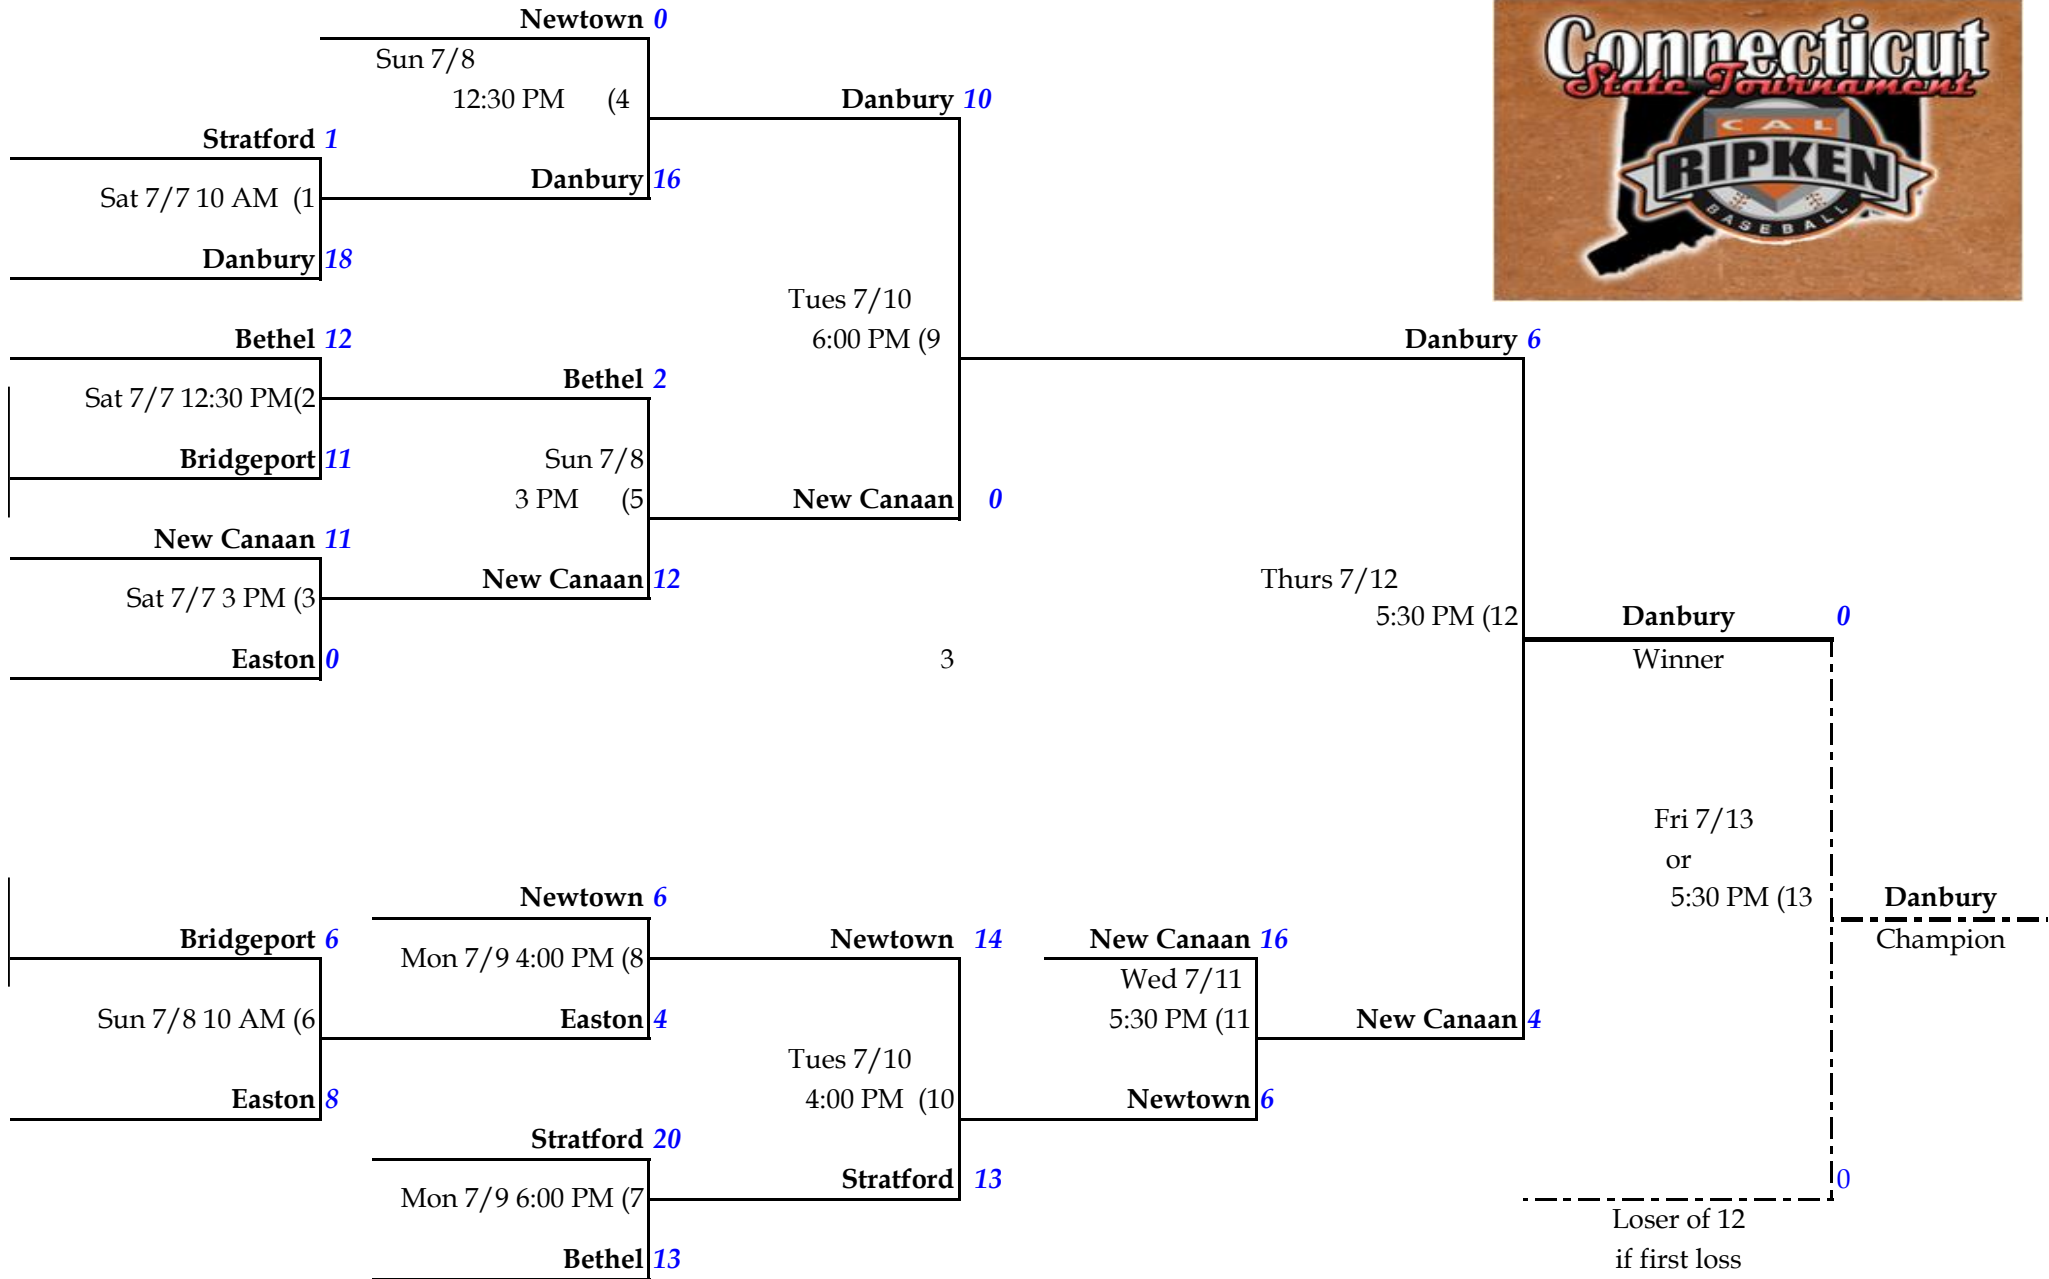 Newtown 0
Sun 7/8
12:30 PM (4
Danbury 16
Stratford 1
Sat 7/7 10 AM (1
Danbury 18
Danbury 10
Connecticut
State Tournament
CAL
RIPKEN
BASEBALL
Bethel 12
Sat 7/7 12:30 PM(2
Bridgeport 11
Bethel 2
Sun 7/8
3 PM (5
New Canaan 12
New Canaan 11
Sat 7/7 3 PM (3
Easton 0
Tues 7/10
6:00 PM (9
New Canaan 0
3
Danbury 6
Thurs 7/12
5:30 PM (12
Danbury 0
Winner
Fri 7/13
or
5:30 PM (13
Danbury
Champion
Bridgeport 6
Sun 7/8 10 AM (6
Easton 8
Newtown 6
Mon 7/9 4:00 PM (8
Easton 4
Stratford 20
Mon 7/9 6:00 PM (7
Bethel 13
Newtown 14
Tues 7/10
4:00 PM (10
Stratford 13
New Canaan 16
Wed 7/11
5:30 PM (11
Newtown 6
New Canaan 4
0
Loser of 12
if first loss